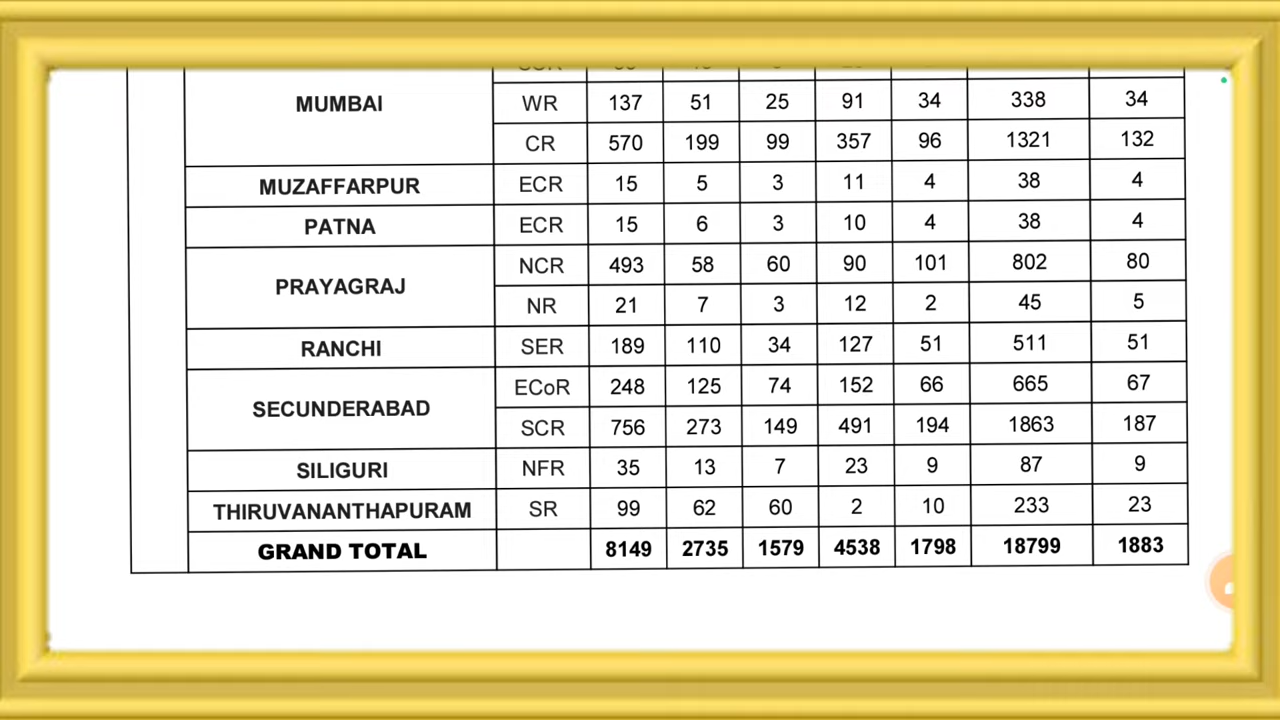 MUMBAI
WR 137 51 25 91 34 338 34
CR 570 199 99 357 96 1321 132
MUZAFFARPUR ECR 15 5 3 11 4 38 4
PATNA ECR 15 6 3 10 4 38 4
PRAYAGRAJ
NCR 493 58 60 90 101 802 80
NR 21 7 3 12 2 45 5
RANCHI SER 189 110 34 127 51 511 51
SECUNDERABAD
ECoR 248 125 74 152 66 665 67
SCR 756 273 149 491 194 1863 187
SILIGURI NFR 35 13 7 23 9 87 9
THIRUVANANTHAPURAM SR 99 62 60 2 10 233 23
GRAND TOTAL 8149 2735 1579 4538 1798 18799 1883